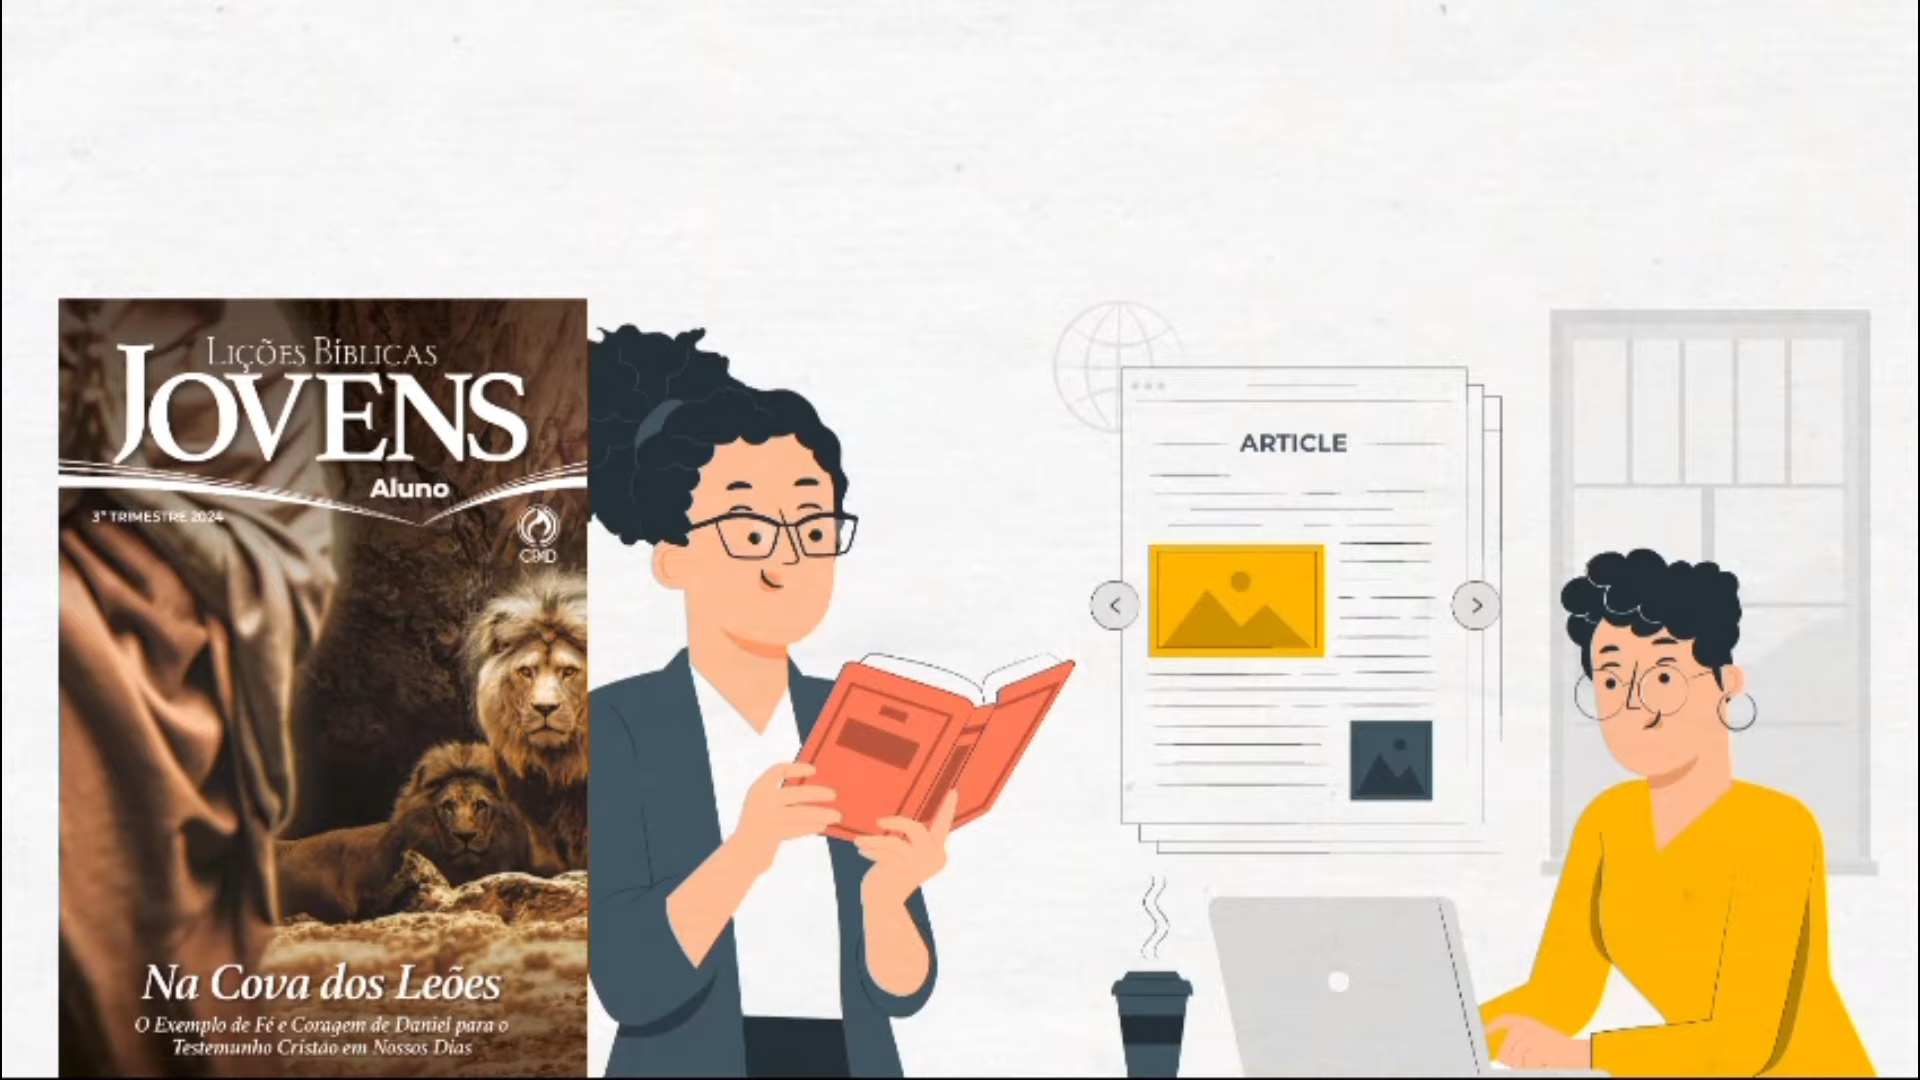 LIÇÕES BÍBLICAS
JOVENS
Aluno
3º TRIMESTRE 2024
CPAD
Na Cova dos Leões
O Exemplo de Fé e Coragem de Daniel para o
Testemunho Cristão em Nossos Dias
ARTICLE